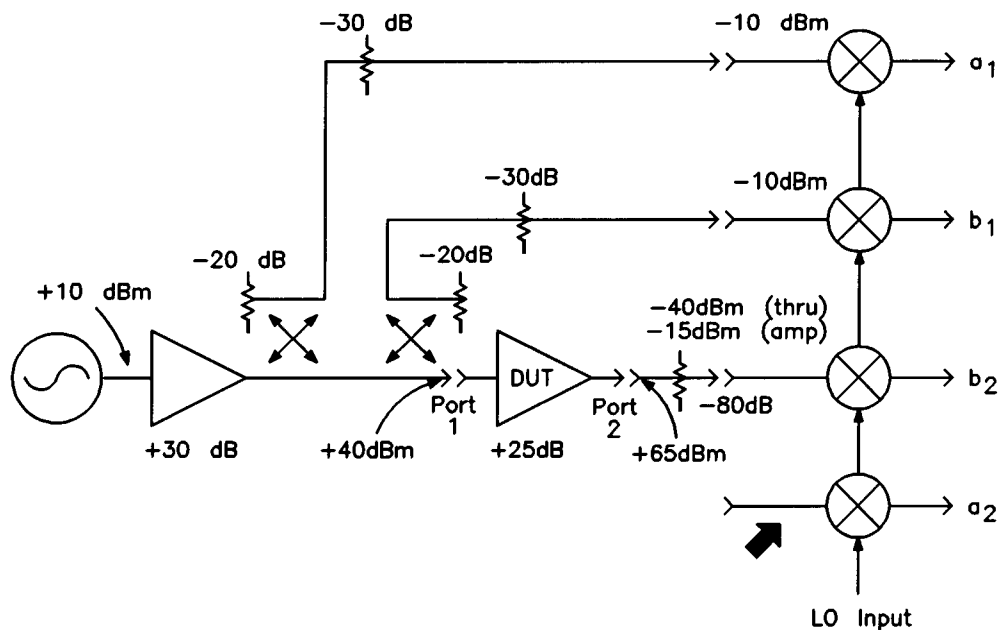 -30 dB
-10 dBm
a1
-30dB
-10dBm
b1
-20 dB
-20dB
+10 dBm
-40dBm (thru)
-15dBm (amp)
DUT
b2
Port
1
Port
2
-80dB
+30 dB
+40dBm
+25dB
+65dBm
a2
LO Input